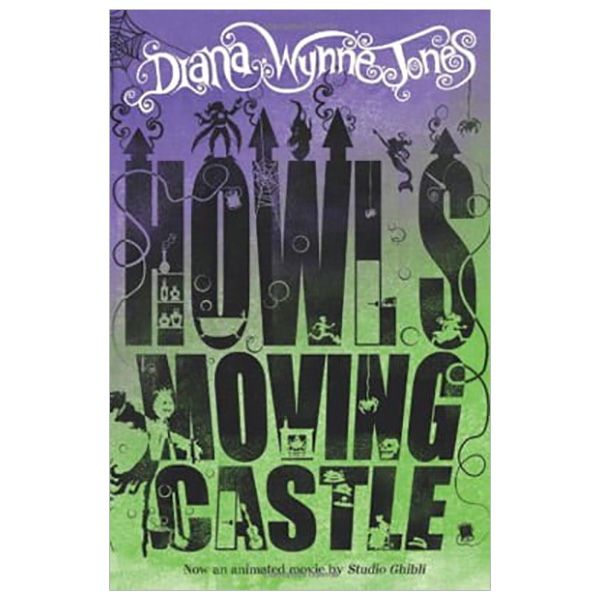 Diana Wynne Jones
HOWL'S
MOVING
CASTLE
Now an animated movie by Studio Ghibli